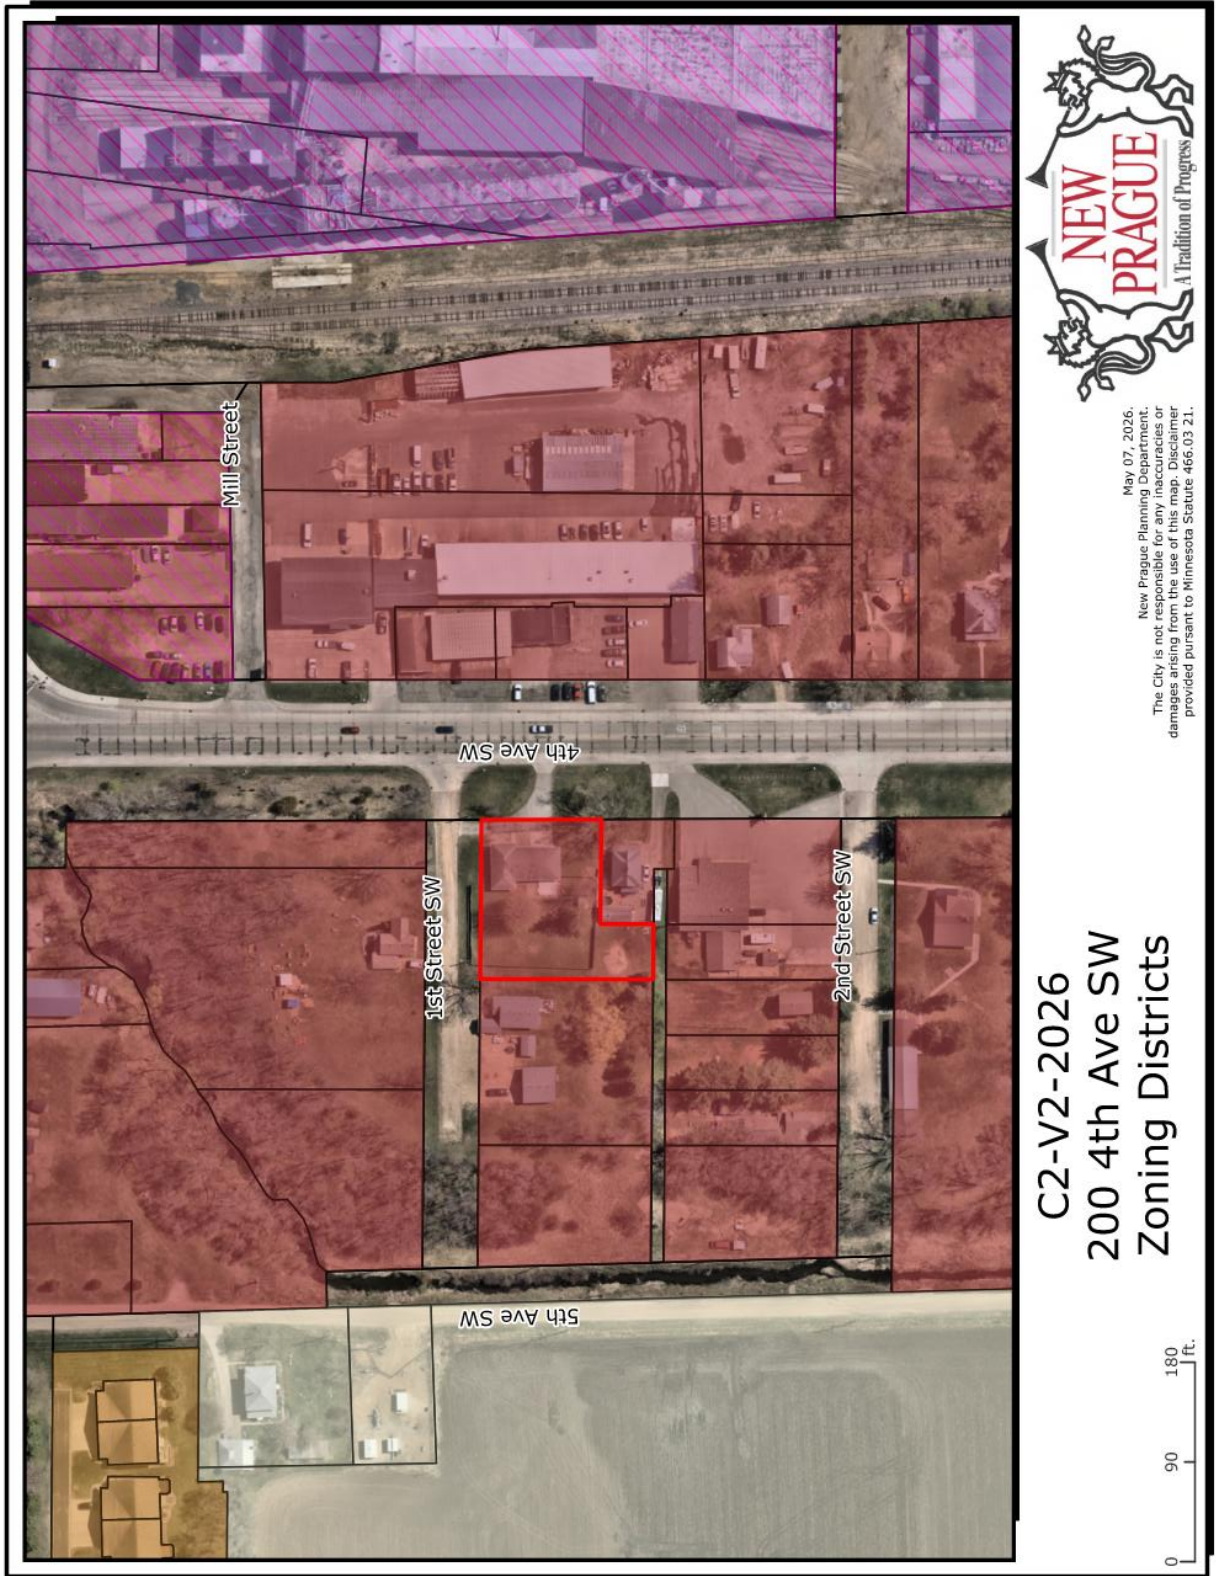 Mill Street
4th Ave SW
1st Street SW
2nd Street SW
5th Ave SW
C2-V2-2026
200 4th Ave SW
Zoning Districts
0 90 180
ft.
May 07, 2026.
New Prague Planning Department.
The City is not responsible for any inaccuracies or
damages arising from the use of this map. Disclaimer
provided pursant to Minnesota Statute 466.03 21.
NEW
PRAGUE
A Tradition of Progress